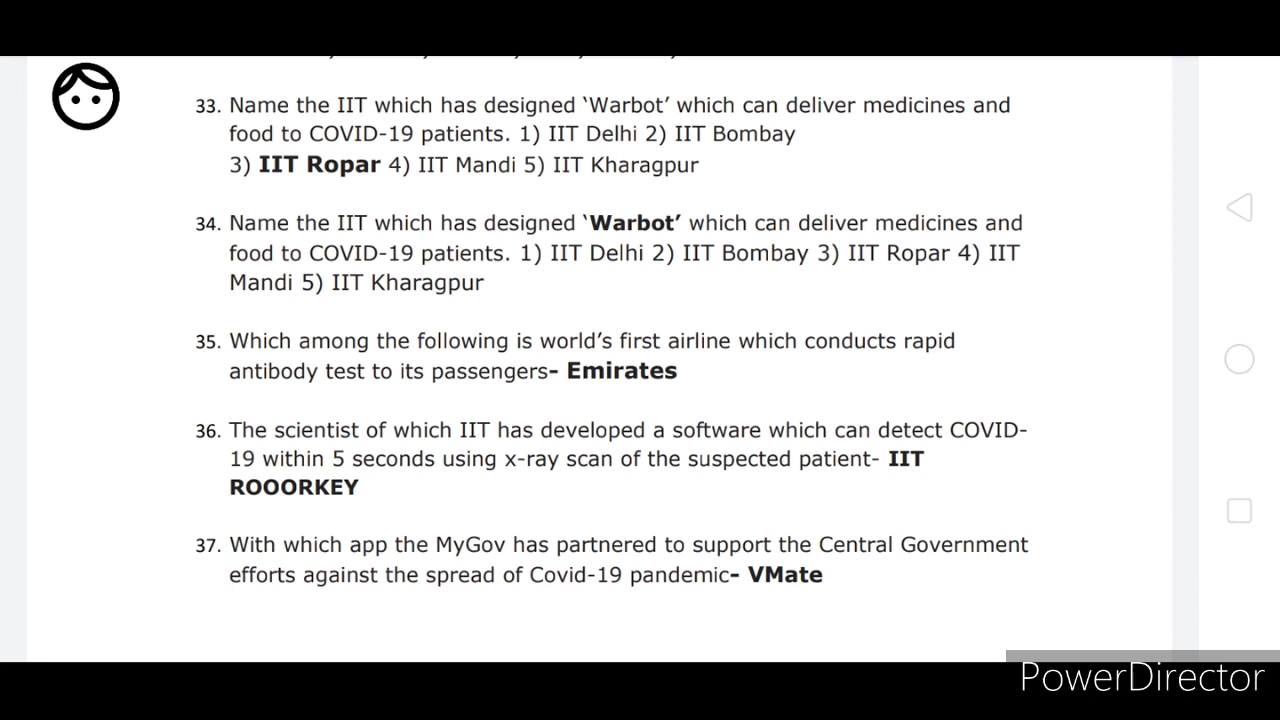 33. Name the IIT which has designed ‘Warbot’ which can deliver medicines and
food to COVID-19 patients. 1) IIT Delhi 2) IIT Bombay
3) IIT Ropar 4) IIT Mandi 5) IIT Kharagpur
34. Name the IIT which has designed ‘Warbot’ which can deliver medicines and
food to COVID-19 patients. 1) IIT Delhi 2) IIT Bombay 3) IIT Ropar 4) IIT
Mandi 5) IIT Kharagpur
35. Which among the following is world’s first airline which conducts rapid
antibody test to its passengers- Emirates
36. The scientist of which IIT has developed a software which can detect COVID-
19 within 5 seconds using x-ray scan of the suspected patient- IIT
ROOORKEY
37. With which app the MyGov has partnered to support the Central Government
efforts against the spread of Covid-19 pandemic- VMate
PowerDirector